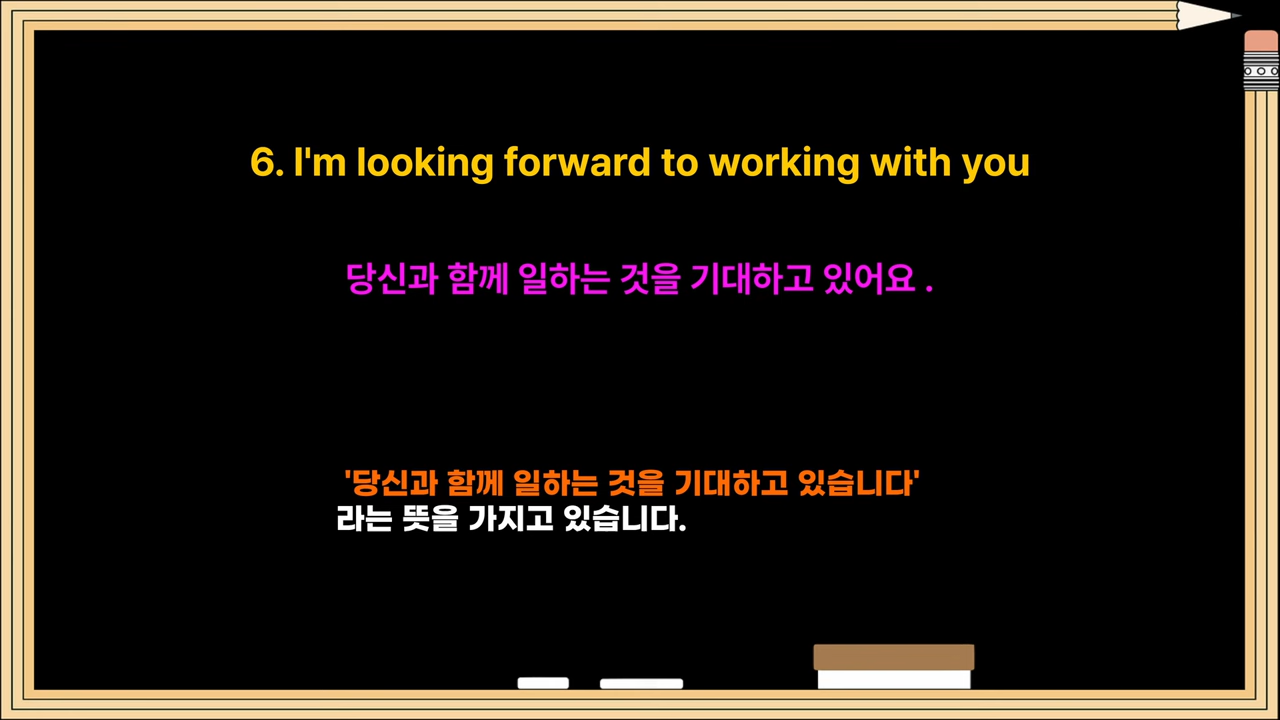 6. I'm looking forward to working with you
당신과 함께 일하는 것을 기대하고 있어요 .
'당신과 함께 일하는 것을 기대하고 있습니다'
라는 뜻을 가지고 있습니다.